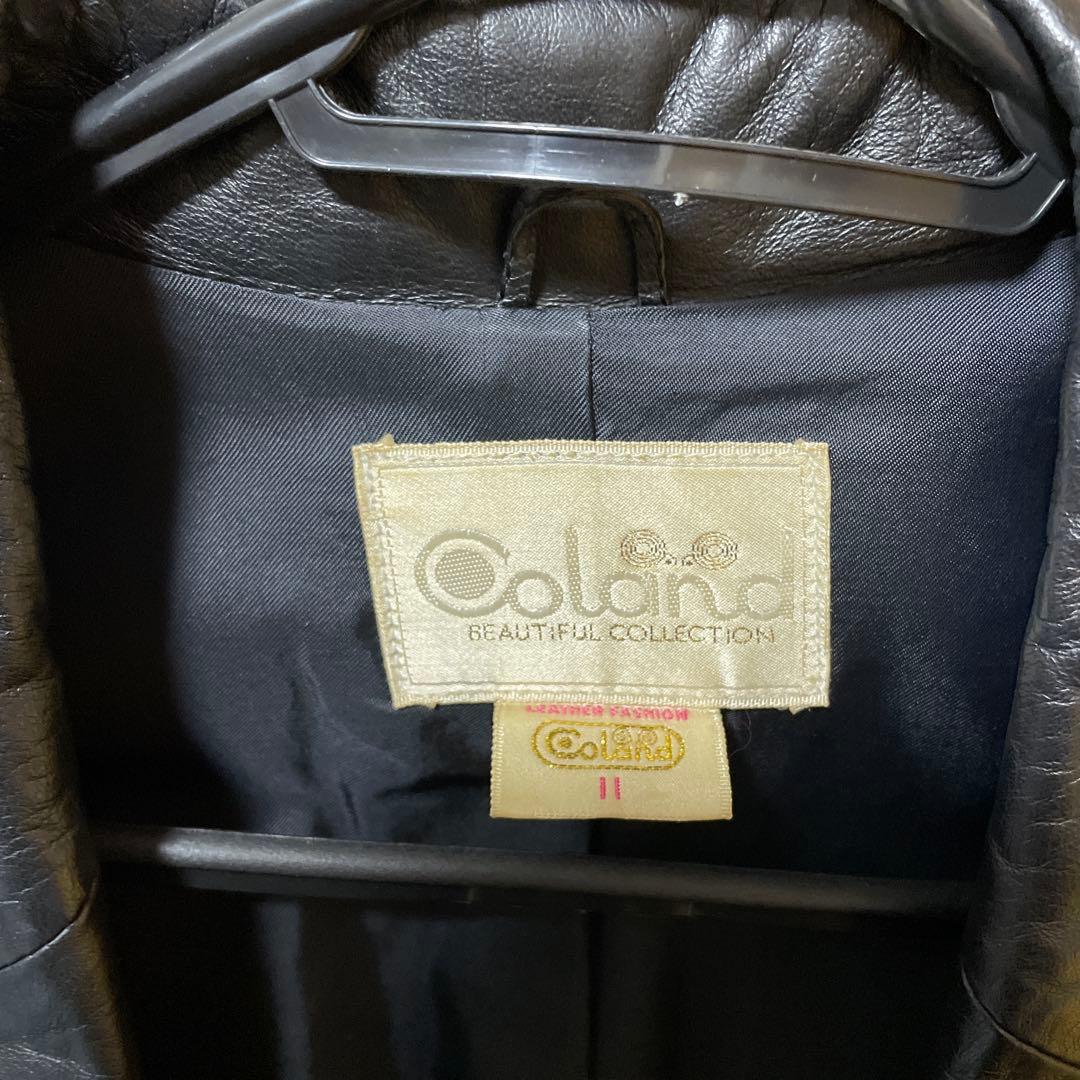 Coland
BEAUTIFUL COLLECTION
LEATHER FASHION
Coland
11